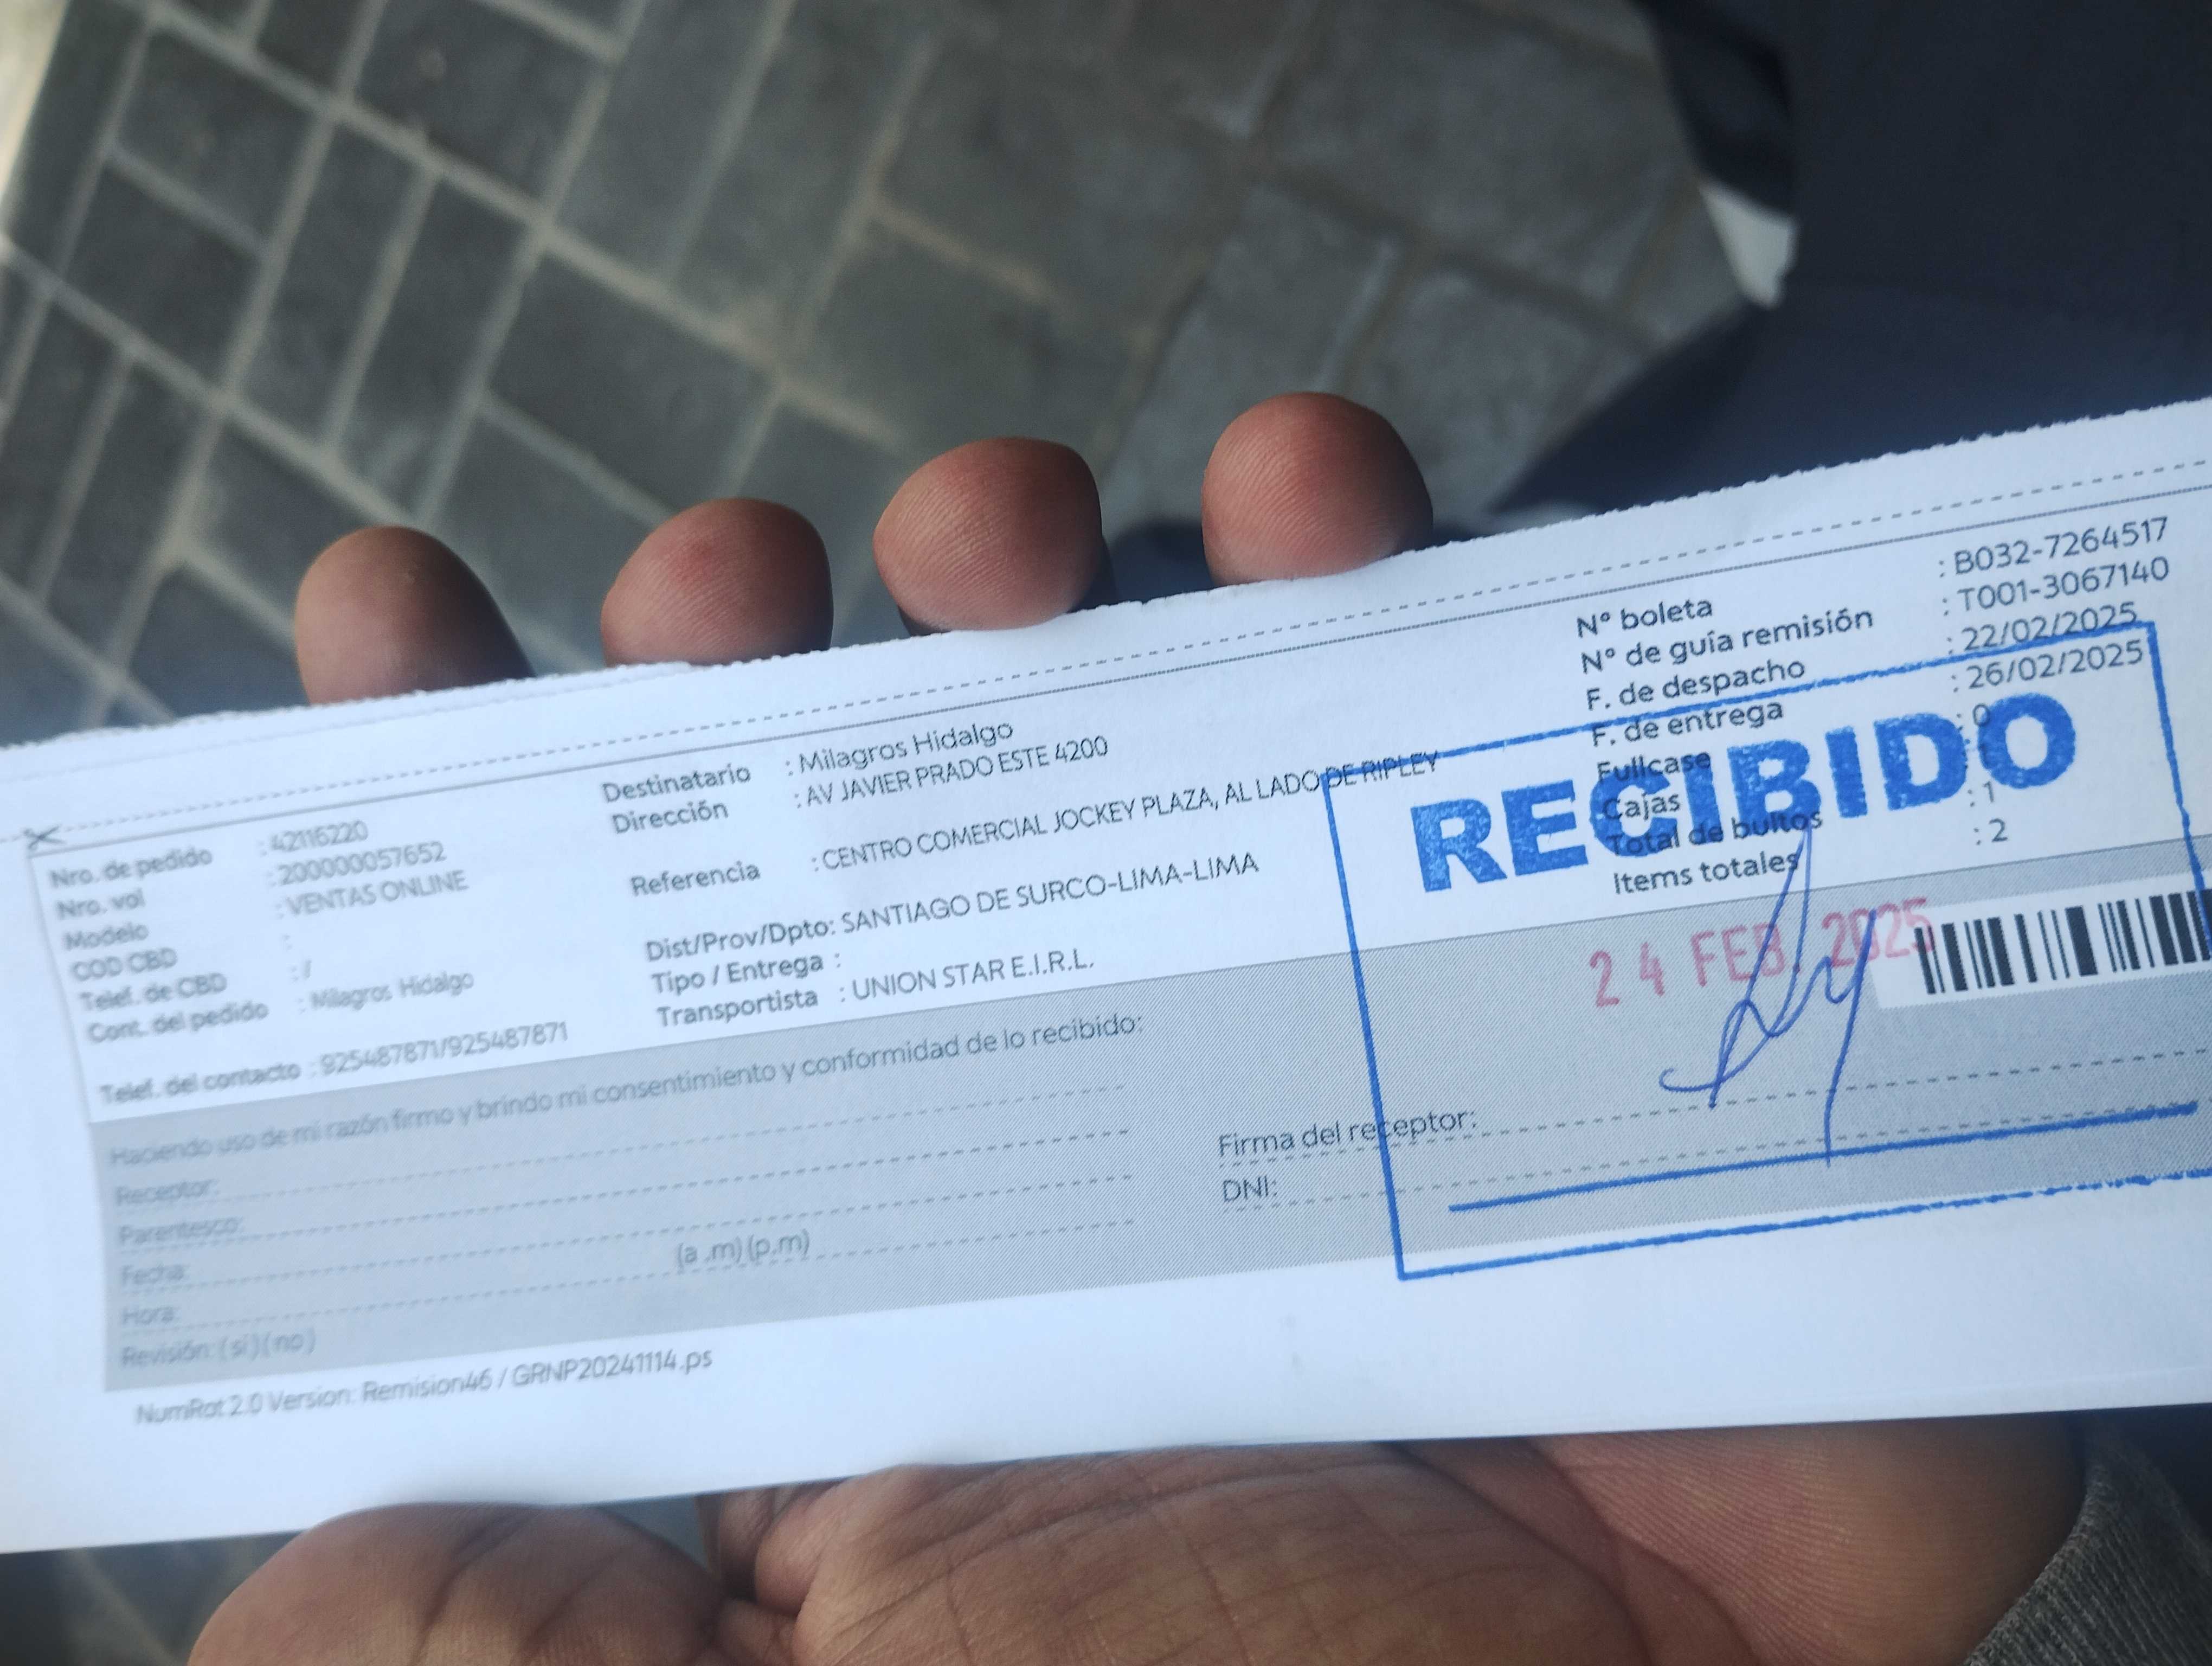 Nro. de pedido : 42116220
Nro. vol : 200000057652
Modelo : VENTAS ONLINE
COD CBD :
Telef. de CBD : /
Cont. del pedido : Milagros Hidalgo
Telef. del contacto : 925487871/925487871
Destinatario : Milagros Hidalgo
Dirección : AV JAVIER PRADO ESTE 4200
Referencia : CENTRO COMERCIAL JOCKEY PLAZA, AL LADO DE RIPLEY
Dist/Prov/Dpto: SANTIAGO DE SURCO-LIMA-LIMA
Tipo / Entrega :
Transportista : UNION STAR E.I.R.L.
N° boleta : B032-7264517
N° de guía remisión : T001-3067140
F. de despacho : 22/02/2025
F. de entrega : 26/02/2025
Fullcase : 0
Cajas
Total de bultos : 1
Items totales : 2
RECIBIDO
24 FEB. 2025
Haciendo uso de mi razón firmo y brindo mi consentimiento y conformidad de lo recibido:
Receptor:
Parentesco:
Fecha:
Hora: (a .m) (p.m)
Revisión: ( si ) ( no )
Firma del receptor:
DNI:
NumRot 2.0 Version: Remision46 / GRNP20241114.ps